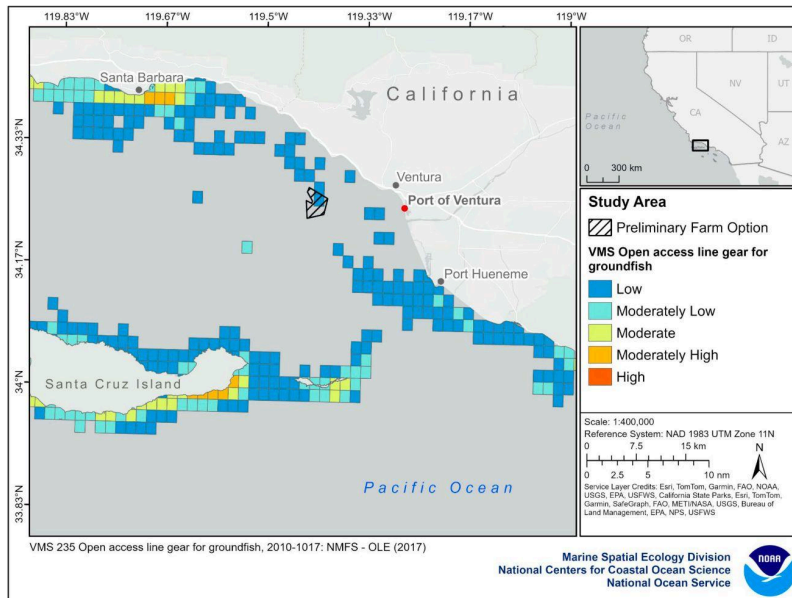 119.83°W 119.67°W 119.5°W 119.33°W 119.17°W 119°W
34.33°N
34.17°N
34°N
33.83°N
Santa Barbara
California
Ventura
Port of Ventura
Port Hueneme
Santa Cruz Island
Pacific Ocean
OR ID
NV UT
CA
AZ
Pacific
Ocean
0 300 km
Study Area
Preliminary Farm Option
VMS Open access line gear for
groundfish
Low
Moderately Low
Moderate
Moderately High
High
Scale: 1:400,000
Reference System: NAD 1983 UTM Zone 11N
0 7.5 15 km
N
0 2.5 5 10 nm
Service Layer Credits: Esri, TomTom, Garmin, FAO, NOAA,
USGS, EPA, USFWS, California State Parks, Esri, TomTom,
Garmin, SafeGraph, FAO, METI/NASA, USGS, Bureau of
Land Management, EPA, NPS, USFWS
VMS 235 Open access line gear for groundfish, 2010-1017: NMFS - OLE (2017)
Marine Spatial Ecology Division
National Centers for Coastal Ocean Science
National Ocean Service
NOAA